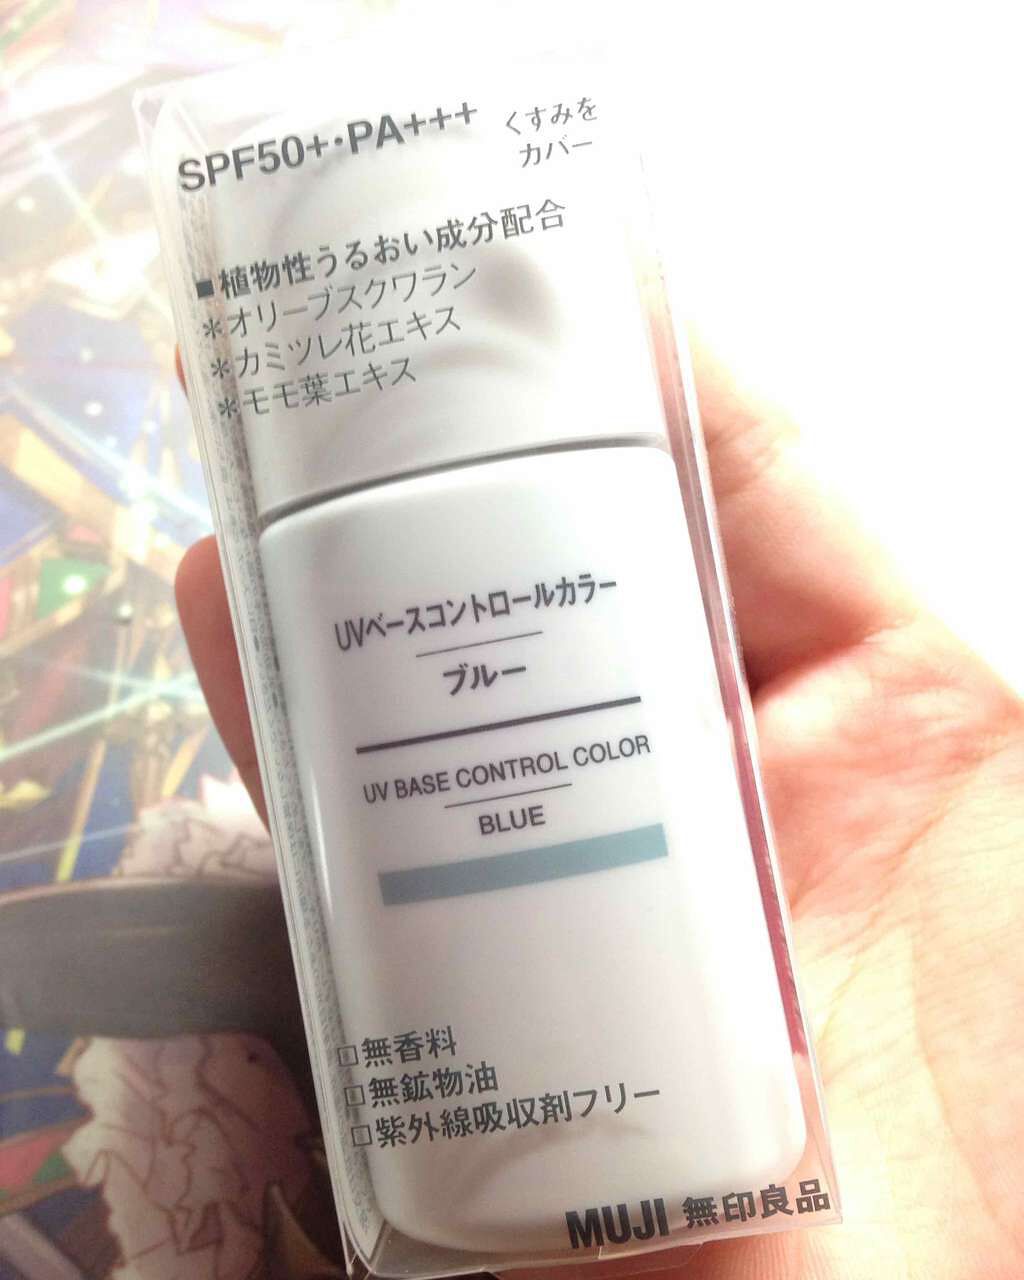 SPF50+・PA+++
くすみを
カバー
■植物性うるおい成分配合
＊オリーブスクワラン
＊カミツレ花エキス
＊モモ葉エキス
UVベースコントロールカラー
ブルー
UV BASE CONTROL COLOR
BLUE
□無香料
□無鉱物油
□紫外線吸収剤フリー
MUJI 無印良品